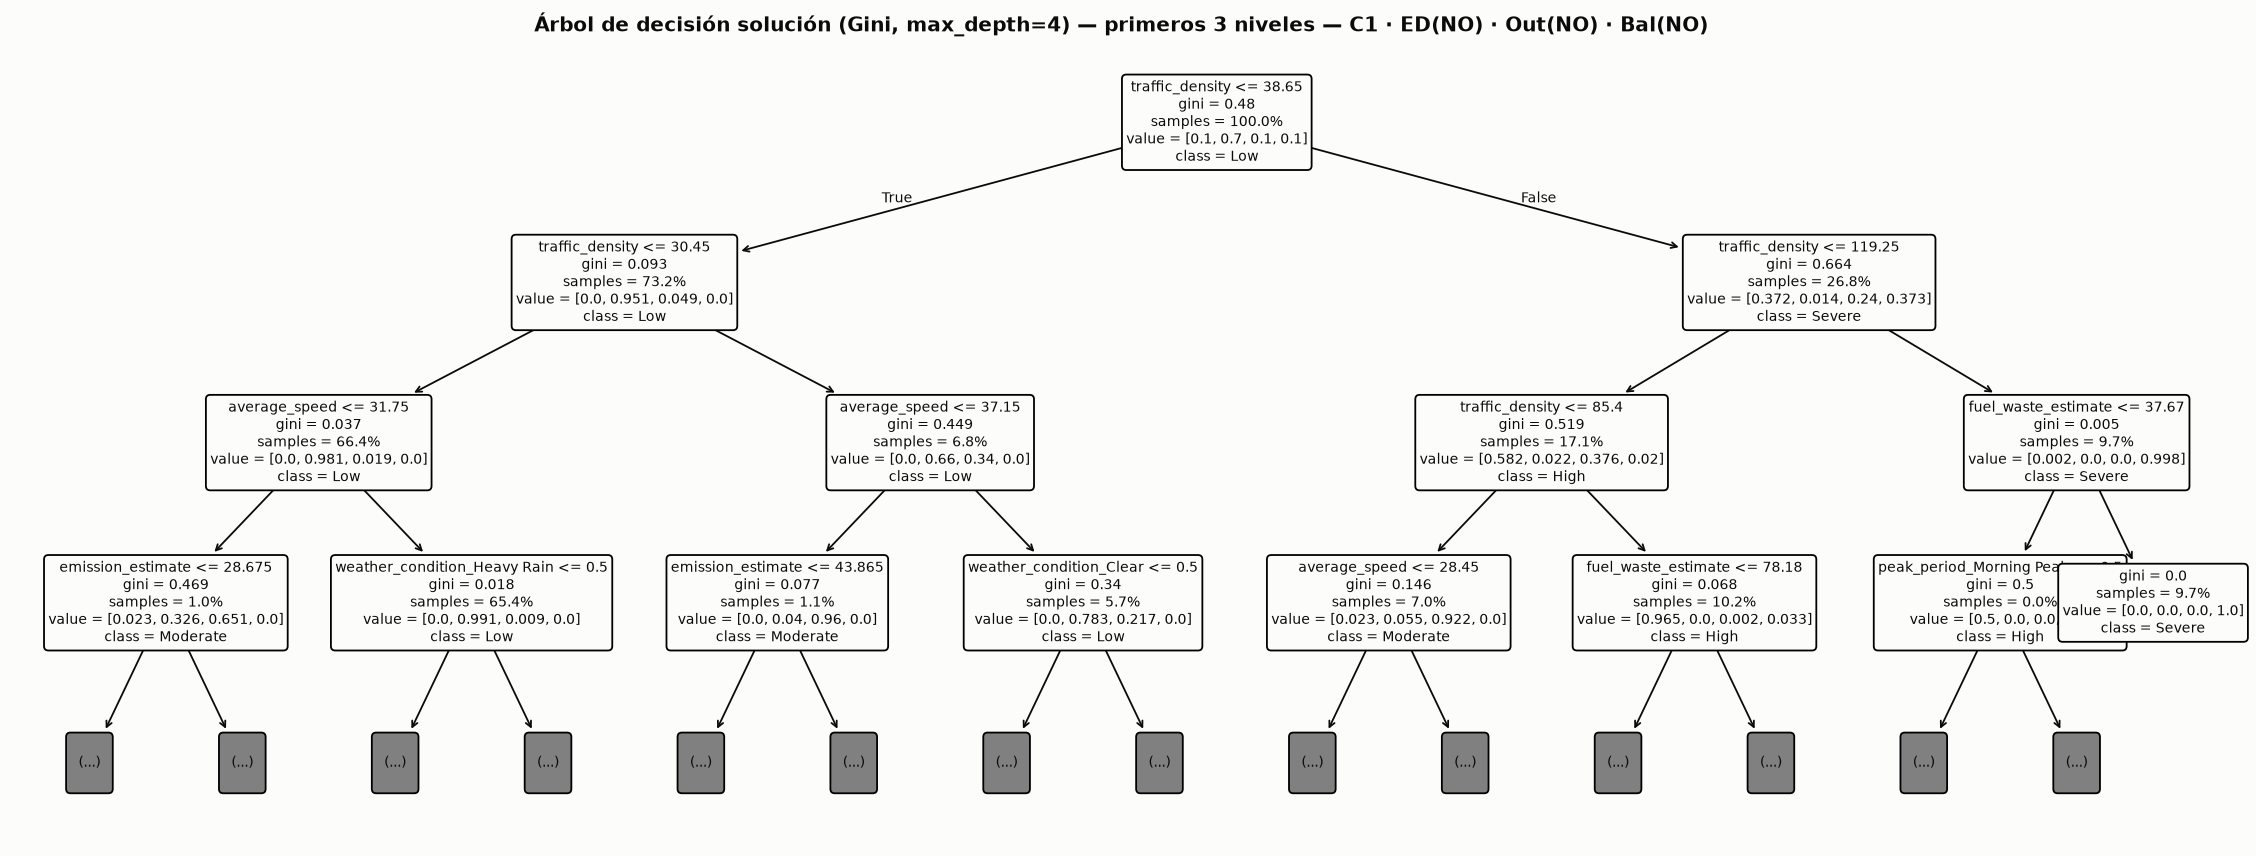 Árbol de decisión solución (Gini, max_depth=4) — primeros 3 niveles — C1 · ED(NO) · Out(NO) · Bal(NO)
traffic_density <= 38.65
gini = 0.48
samples = 100.0%
value = [0.1, 0.7, 0.1, 0.1]
class = Low
True
False
traffic_density <= 30.45
gini = 0.093
samples = 73.2%
value = [0.0, 0.951, 0.049, 0.0]
class = Low
traffic_density <= 119.25
gini = 0.664
samples = 26.8%
value = [0.372, 0.014, 0.24, 0.373]
class = Severe
average_speed <= 31.75
gini = 0.037
samples = 66.4%
value = [0.0, 0.981, 0.019, 0.0]
class = Low
average_speed <= 37.15
gini = 0.449
samples = 6.8%
value = [0.0, 0.66, 0.34, 0.0]
class = Low
traffic_density <= 85.4
gini = 0.519
samples = 17.1%
value = [0.582, 0.022, 0.376, 0.02]
class = High
fuel_waste_estimate <= 37.67
gini = 0.005
samples = 9.7%
value = [0.002, 0.0, 0.0, 0.998]
class = Severe
emission_estimate <= 28.675
gini = 0.469
samples = 1.0%
value = [0.023, 0.326, 0.651, 0.0]
class = Moderate
weather_condition_Heavy Rain <= 0.5
gini = 0.018
samples = 65.4%
value = [0.0, 0.991, 0.009, 0.0]
class = Low
emission_estimate <= 43.865
gini = 0.077
samples = 1.1%
value = [0.0, 0.04, 0.96, 0.0]
class = Moderate
weather_condition_Clear <= 0.5
gini = 0.34
samples = 5.7%
value = [0.0, 0.783, 0.217, 0.0]
class = Low
average_speed <= 28.45
gini = 0.146
samples = 7.0%
value = [0.023, 0.055, 0.922, 0.0]
class = Moderate
fuel_waste_estimate <= 78.18
gini = 0.068
samples = 10.2%
value = [0.965, 0.0, 0.002, 0.033]
class = High
peak_period_Morning
gini = 0.5
samples = 0.0%
value = [0.5, 0.0, 0.0
class = High
gini = 0.0
samples = 9.7%
value = [0.0, 0.0, 0.0, 1.0]
class = Severe
(...)
(...)
(...)
(...)
(...)
(...)
(...)
(...)
(...)
(...)
(...)
(...)
(...)
(...)